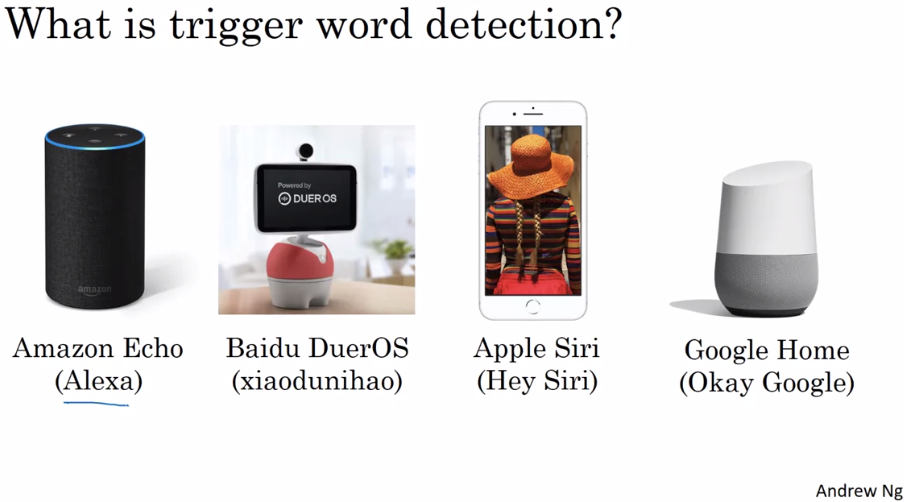 What is trigger word detection?
amazon
Powered by
DUER OS
Amazon Echo
(Alexa)
Baidu DuerOS
(xiaodunihao)
Apple Siri
(Hey Siri)
Google Home
(Okay Google)
Andrew Ng